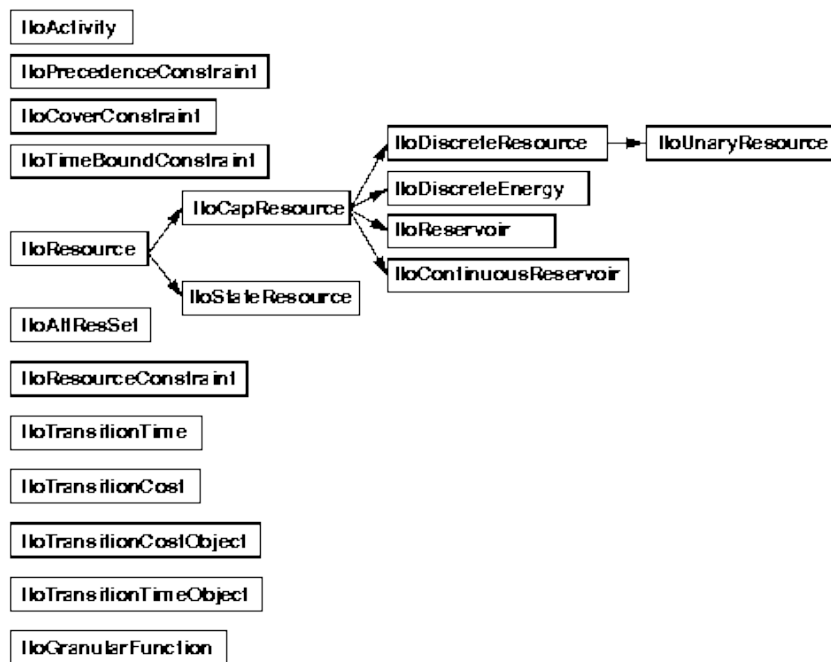 IloActivity
IloPrecedenceConstraint
IloCoverConstraint
IloTimeBoundConstraint
IloDiscreteResource
IloUnaryResource
IloDiscreteEnergy
IloCapResource
IloReservoir
IloResource
IloContinuousReservoir
IloStateResource
IloAltResSet
IloResourceConstraint
IloTransitionTime
IloTransitionCost
IloTransitionCostObject
IloTransitionTimeObject
IloGranularFunction